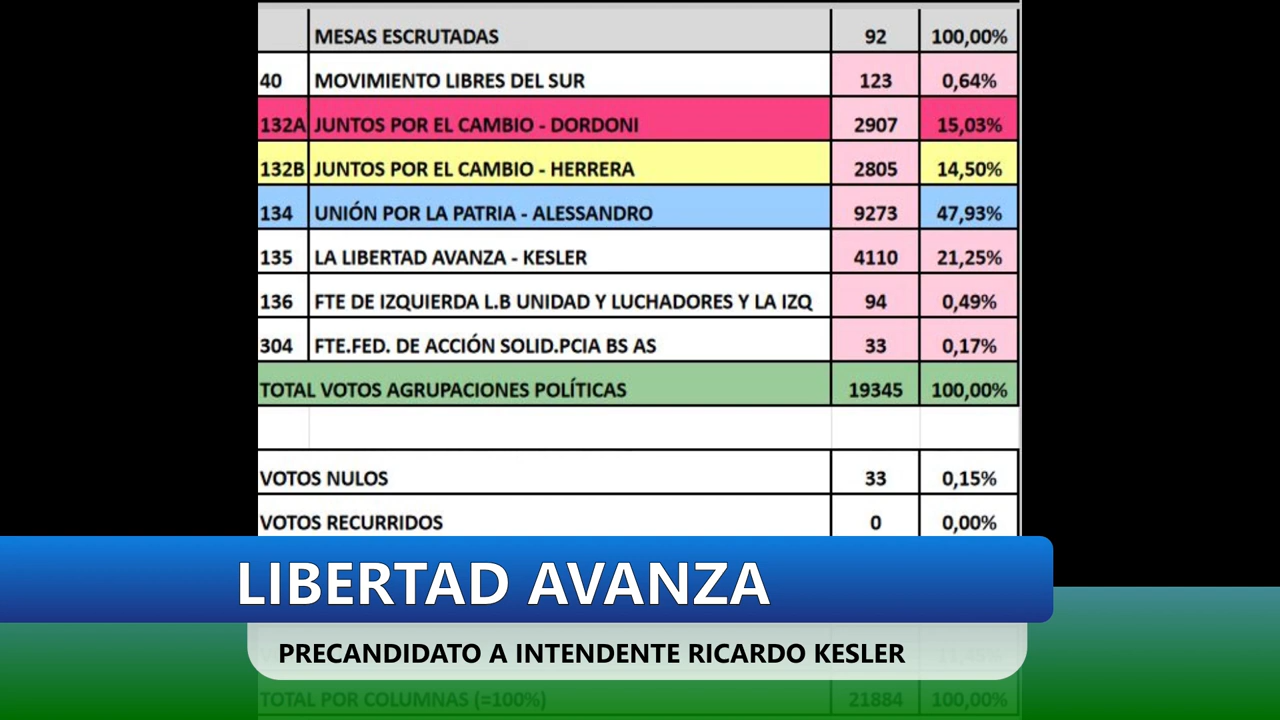 MESAS ESCRUTADAS 92 100,00%
40 MOVIMIENTO LIBRES DEL SUR 123 0,64%
132A JUNTOS POR EL CAMBIO - DORDONI 2907 15,03%
132B JUNTOS POR EL CAMBIO - HERRERA 2805 14,50%
134 UNIÓN POR LA PATRIA - ALESSANDRO 9273 47,93%
135 LA LIBERTAD AVANZA - KESLER 4110 21,25%
136 FTE DE IZQUIERDA L.B UNIDAD Y LUCHADORES Y LA IZQ 94 0,49%
304 FTE.FED. DE ACCIÓN SOLID.PCIA BS AS 33 0,17%
TOTAL VOTOS AGRUPACIONES POLÍTICAS 19345 100,00%
VOTOS NULOS 33 0,15%
VOTOS RECURRIDOS 0 0,00%
LIBERTAD AVANZA
PRECANDIDATO A INTENDENTE RICARDO KESLER
TOTAL POR COLUMNAS (=100%) 21884 100,00%